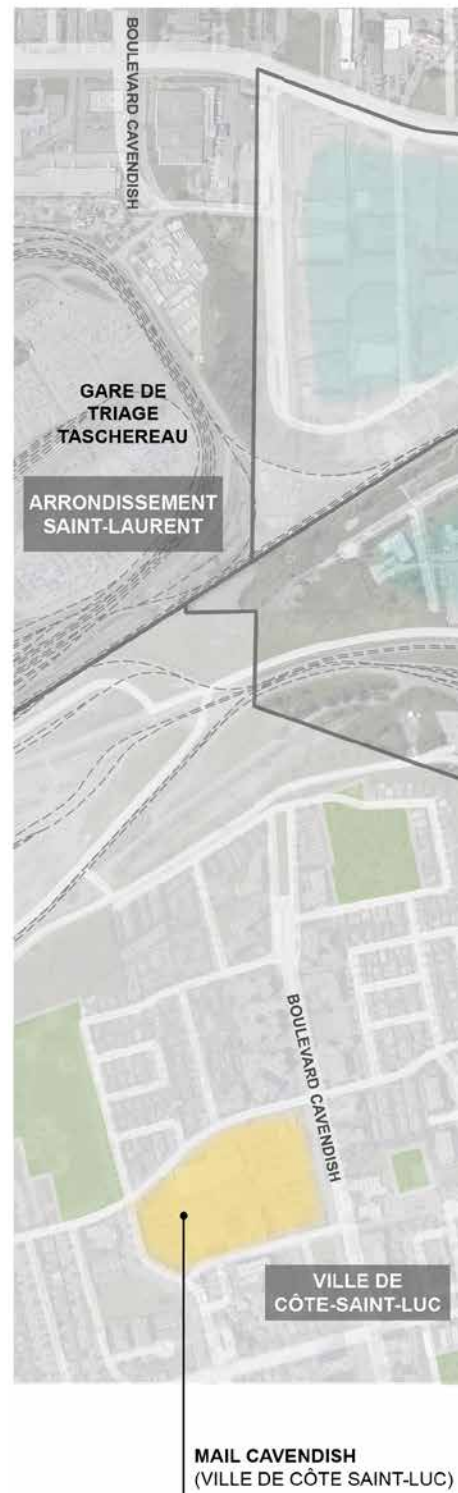 BOULEVARD CAVENDISH
GARE DE
TRIAGE
TASCHEREAU
ARRONDISSEMENT
SAINT-LAURENT
BOULEVARD CAVENDISH
VILLE DE
CÔTE-SAINT-LUC
MAIL CAVENDISH
(VILLE DE CÔTE SAINT-LUC)